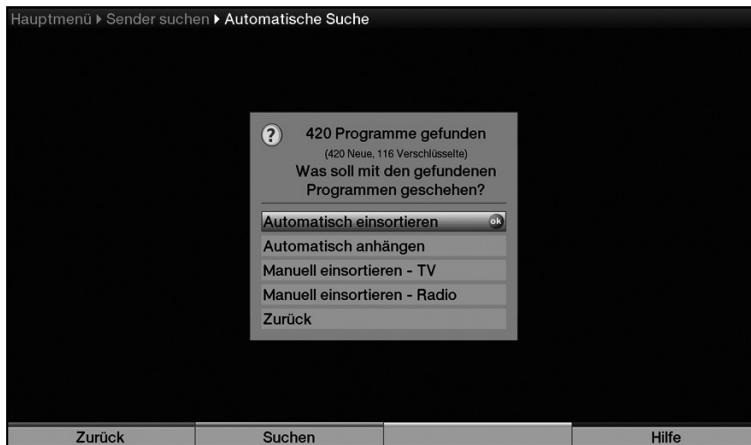 Hauptmenü ▸ Sender suchen ▸ Automatische Suche
420 Programme gefunden
(420 Neue, 116 Verschlüsselte)
Was soll mit den gefundenen
Programmen geschehen?
Automatisch einsortieren ok
Automatisch anhängen
Manuell einsortieren - TV
Manuell einsortieren - Radio
Zurück
Zurück Suchen Hilfe